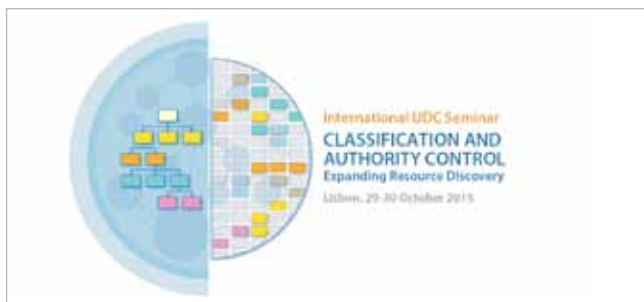 International UDC Seminar
CLASSIFICATION AND
AUTHORITY CONTROL
Expanding Resource Discovery
Lisbon, 29-30 October 2015